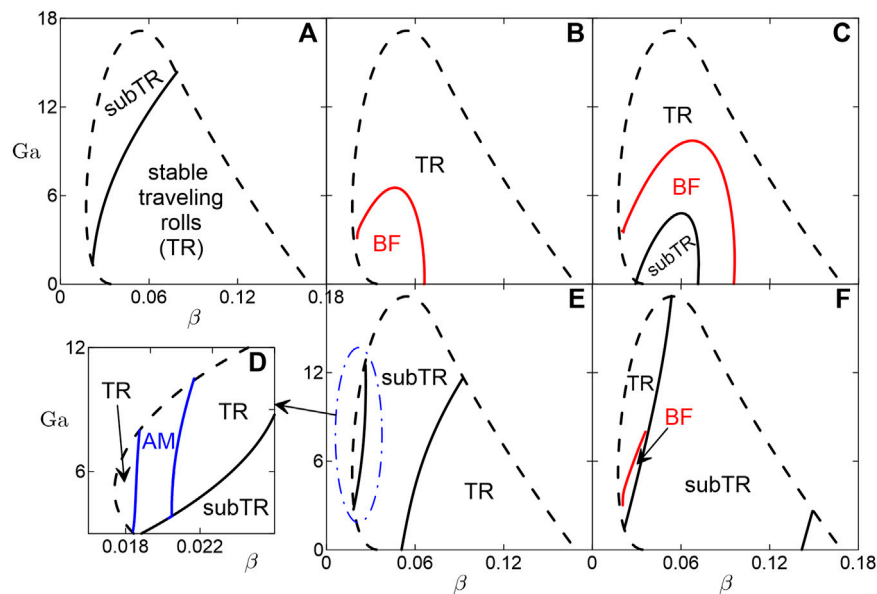 18
A
B
C
subTR
12
TR
TR
Ga
stable
traveling
rolls
(TR)
BF
6
BF
subTR
0
0
0.06
0.12
0.18
β
12
D
E
F
TR
12
subTR
TR
TR
BF
Ga
AM
6
6
TR
subTR
subTR
0.018
0.022
β
0
0
0.06
0.12
0
0.06
0.12
0.18
β
β